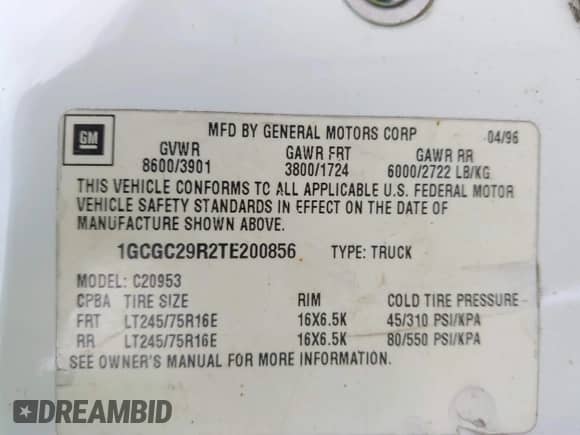 GM
MFD BY GENERAL MOTORS CORP 04/96
GVWR GAWR FRT GAWR RR
8600/3901 3800/1724 6000/2722 LB/KG
THIS VEHICLE CONFORMS TO ALL APPLICABLE U.S. FEDERAL MOTOR
VEHICLE SAFETY STANDARDS IN EFFECT ON THE DATE OF
MANUFACTURE SHOWN ABOVE.
1GCGC29R2TE200856 TYPE: TRUCK
MODEL: C20953
CPBA TIRE SIZE RIM COLD TIRE PRESSURE
FRT LT245/75R16E 16X6.5K 45/310 PSI/KPA
RR LT245/75R16E 16X6.5K 80/550 PSI/KPA
SEE OWNER'S MANUAL FOR MORE INFORMATION.
DREAMBID